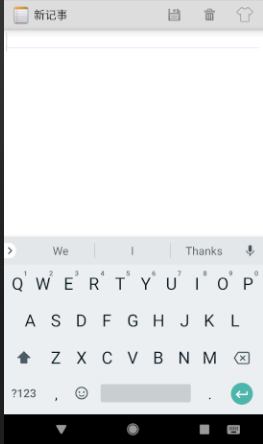 新记事
We I Thanks
1 2 3 4 5 6 7 8 9 0
Q W E R T Y U I O P
A S D F G H J K L
Z X C V B N M
?123 , .